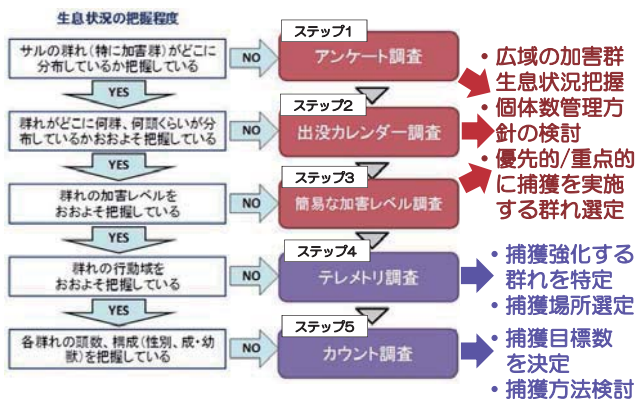 生息状況の把握程度
サルの群れ(特に加害群)がどこに
分布しているか把握している
NO
ステップ1
アンケート調査
YES
群れがどこに何群、何頭くらいが分
布しているかおおよそ把握している
NO
ステップ2
出没カレンダー調査
YES
群れの加害レベルを
おおよそ把握している
NO
ステップ3
簡易な加害レベル調査
・広域の加害群
生息状況把握
・個体数管理方
針の検討
・優先的/重点的
に捕獲を実施
する群れ選定
YES
群れの行動域を
おおよそ把握している
NO
ステップ4
テレメトリ調査
・捕獲強化する
群れを特定
・捕獲場所選定
YES
各群れの頭数、構成(性別、成・幼
獣)を把握している
NO
ステップ5
カウント調査
・捕獲目標数
を決定
・捕獲方法検討